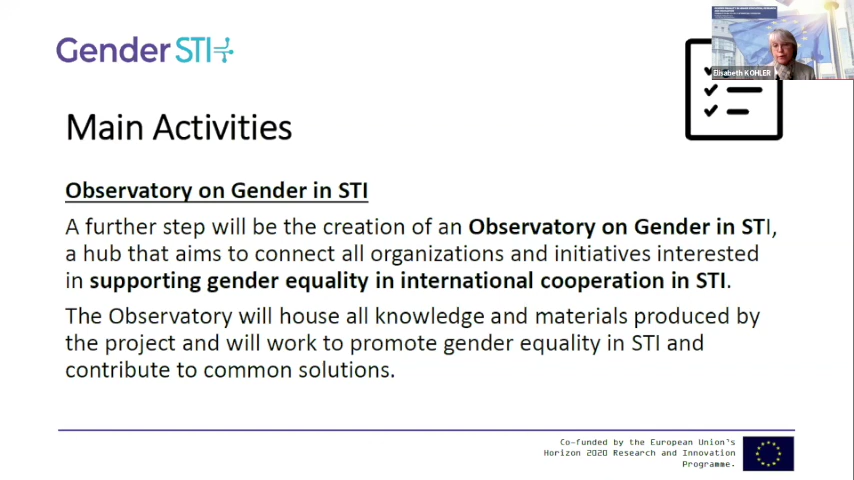 Gender STI
Elisabeth KOHLER
Main Activities
Observatory on Gender in STI
A further step will be the creation of an Observatory on Gender in STI,
a hub that aims to connect all organizations and initiatives interested
in supporting gender equality in international cooperation in STI.
The Observatory will house all knowledge and materials produced by
the project and will work to promote gender equality in STI and
contribute to common solutions.
Co-funded by the European Union's
Horizon 2020 Research and Innovation
Programme.